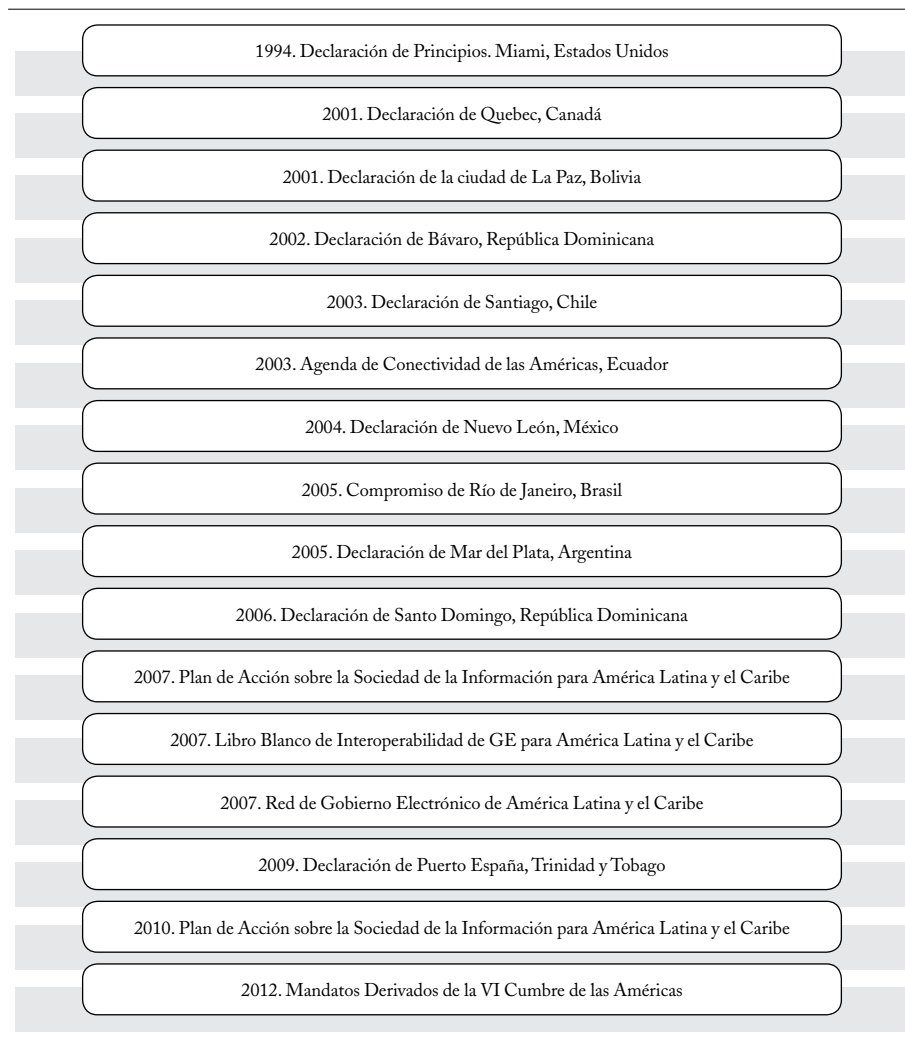 1994. Declaración de Principios. Miami, Estados Unidos
2001. Declaración de Quebec, Canadá
2001. Declaración de la ciudad de La Paz, Bolivia
2002. Declaración de Bávaro, República Dominicana
2003. Declaración de Santiago, Chile
2003. Agenda de Conectividad de las Américas, Ecuador
2004. Declaración de Nuevo León, México
2005. Compromiso de Río de Janeiro, Brasil
2005. Declaración de Mar del Plata, Argentina
2006. Declaración de Santo Domingo, República Dominicana
2007. Plan de Acción sobre la Sociedad de la Información para América Latina y el Caribe
2007. Libro Blanco de Interoperabilidad de GE para América Latina y el Caribe
2007. Red de Gobierno Electrónico de América Latina y el Caribe
2009. Declaración de Puerto España, Trinidad y Tobago
2010. Plan de Acción sobre la Sociedad de la Información para América Latina y el Caribe
2012. Mandatos Derivados de la VI Cumbre de las Américas